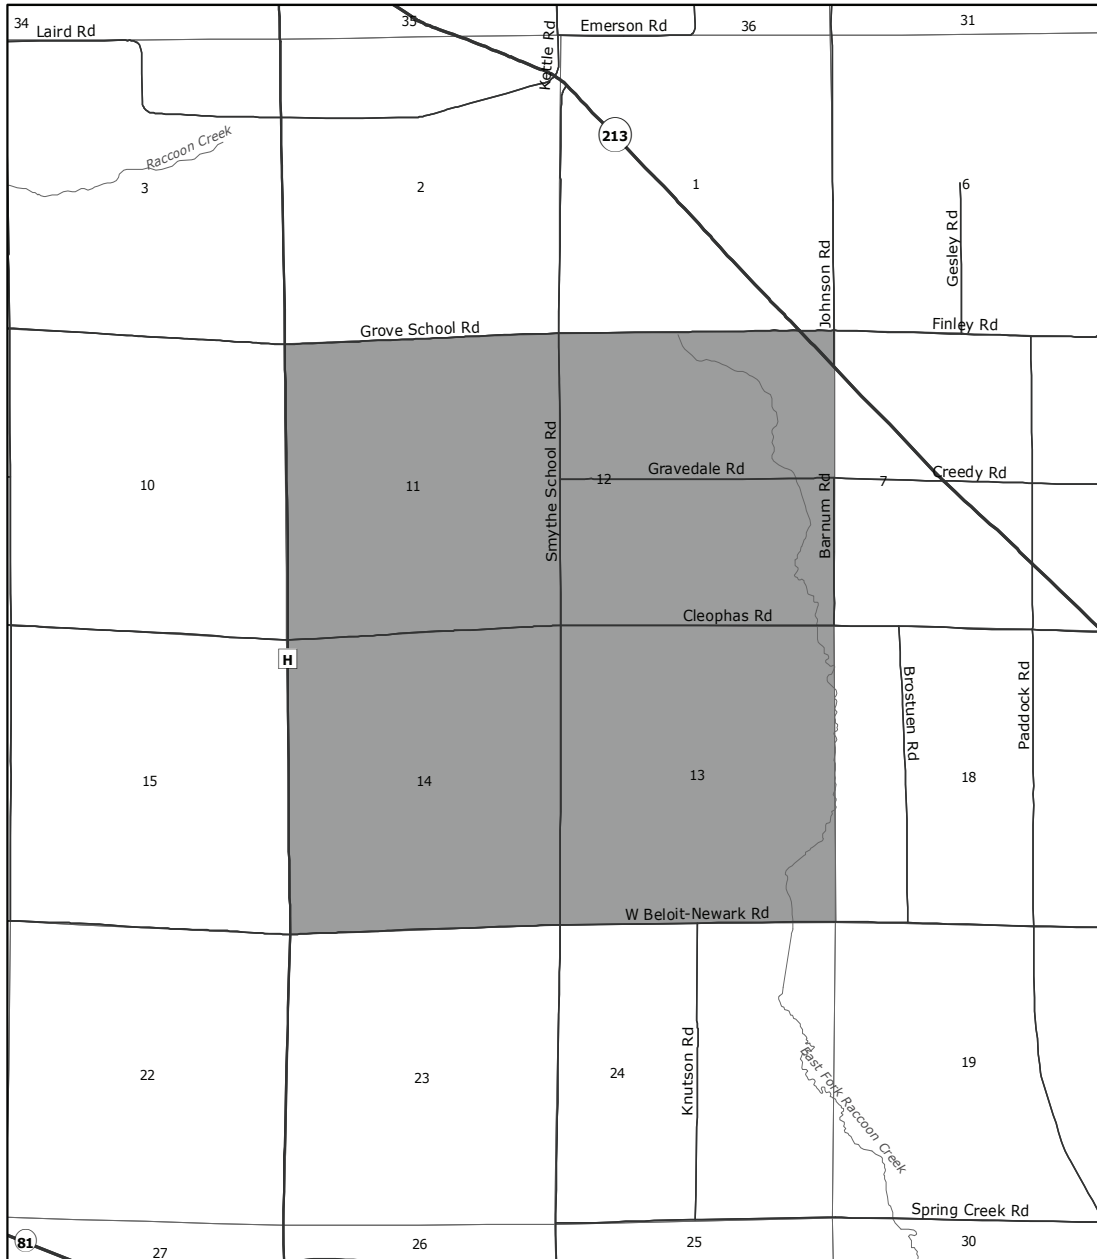 34
Laird Rd
35
Kettle Rd
Emerson Rd
36
31
213
Raccoon Creek
3
2
1
6
Gesley Rd
Johnson Rd
Grove School Rd
Finley Rd
10
11
Smythe School Rd
12
Gravedale Rd
Barnum Rd
7
Creedy Rd
Cleophas Rd
H
15
14
13
Brostuen Rd
18
Paddock Rd
W Beloit-Newark Rd
22
23
24
Knutson Rd
East Fork Raccoon Creek
19
Spring Creek Rd
81
27
26
25
30